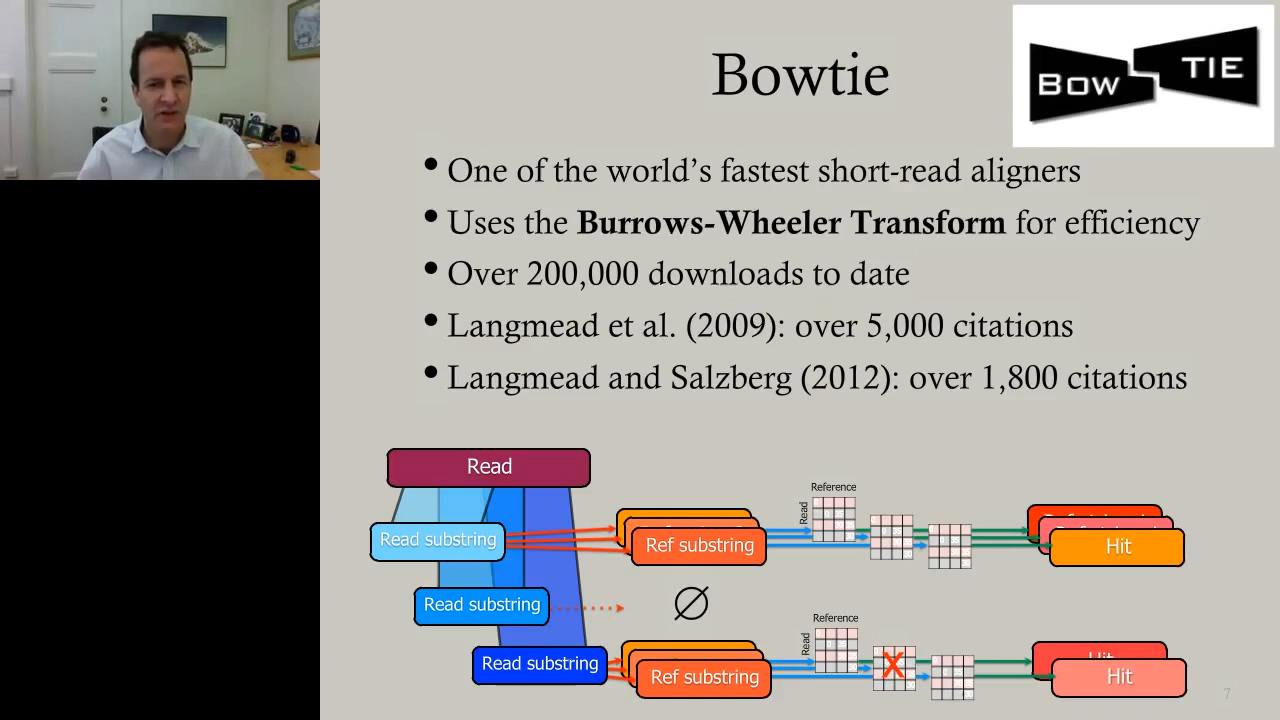 Bowtie
BOW TIE
• One of the world's fastest short-read aligners
• Uses the Burrows-Wheeler Transform for efficiency
• Over 200,000 downloads to date
• Langmead et al. (2009): over 5,000 citations
• Langmead and Salzberg (2012): over 1,800 citations
Read
Reference
Read
Read substring
Ref substring
Hit
Read substring
∅
Reference
Read
Read substring
Ref substring
X
Hit
Hit
7